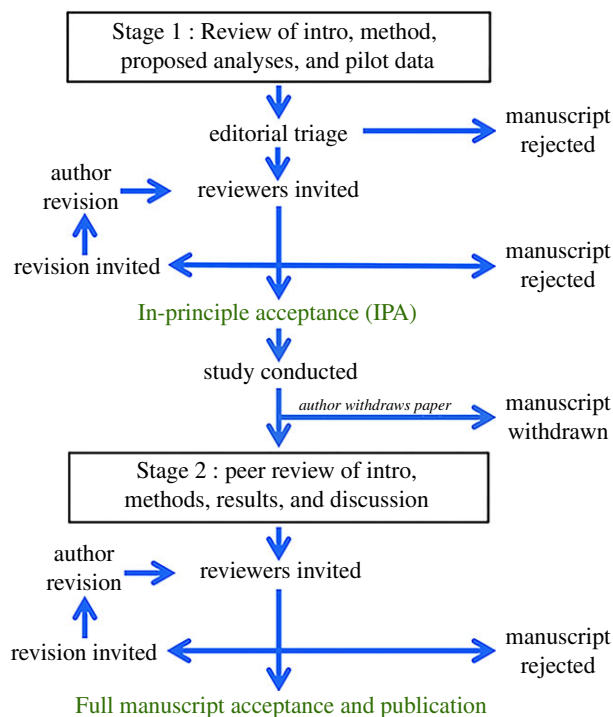 Stage 1 : Review of intro, method,
proposed analyses, and pilot data
editorial triage
manuscript
rejected
author
revision
reviewers invited
revision invited
manuscript
rejected
In-principle acceptance (IPA)
study conducted
author withdraws paper
manuscript
withdrawn
Stage 2 : peer review of intro,
methods, results, and discussion
author
revision
reviewers invited
revision invited
manuscript
rejected
Full manuscript acceptance and publication